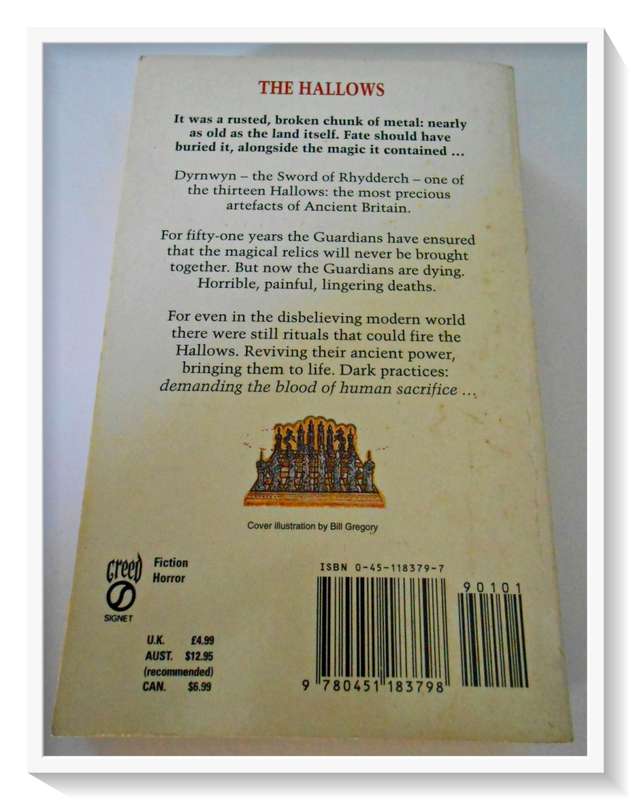 THE HALLOWS
It was a rusted, broken chunk of metal: nearly
as old as the land itself. Fate should have
buried it, alongside the magic it contained ...
Dyrnwyn – the Sword of Rhydderch – one of
the thirteen Hallows: the most precious
artefacts of Ancient Britain.
For fifty-one years the Guardians have ensured
that the magical relics will never be brought
together. But now the Guardians are dying.
Horrible, painful, lingering deaths.
For even in the disbelieving modern world
there were still rituals that could fire the
Hallows. Reviving their ancient power,
bringing them to life. Dark practices:
demanding the blood of human sacrifice ...
Cover illustration by Bill Gregory
creed
SIGNET
Fiction
Horror
U.K. £4.99
AUST. $12.95
(recommended)
CAN. $6.99
ISBN 0-45-118379-7
90101
9 780451 183798